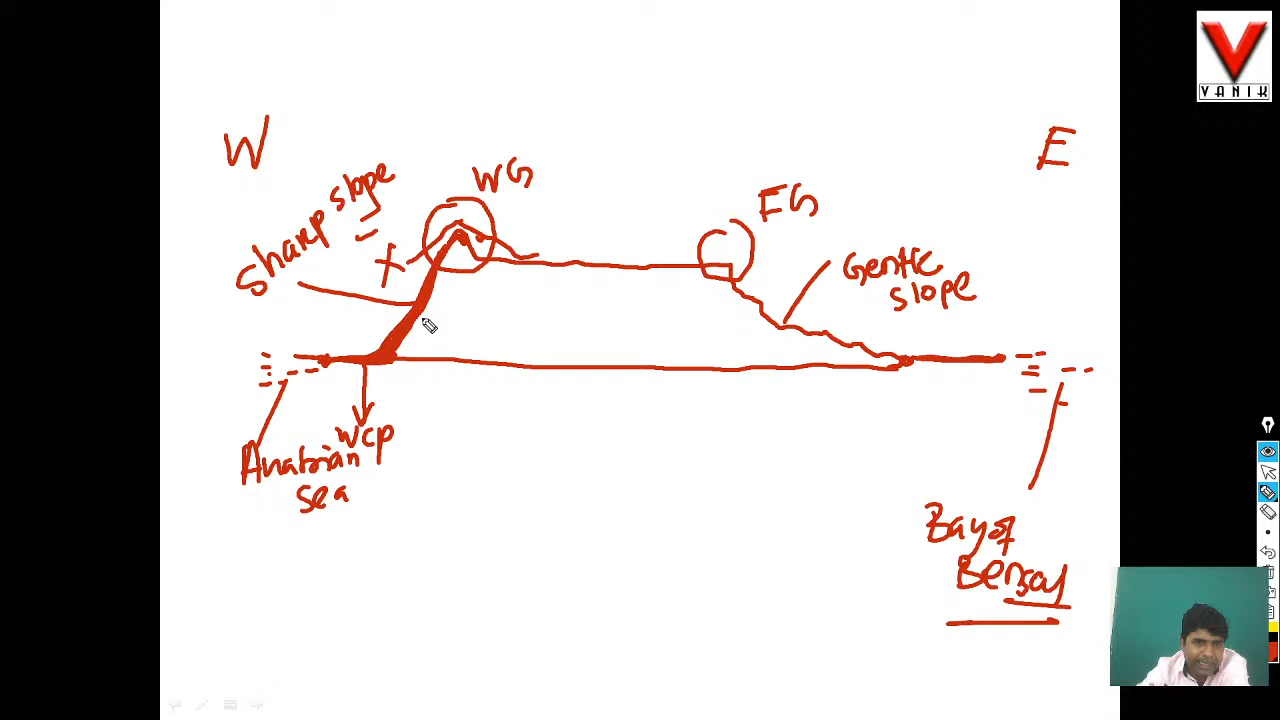 VANIK
W
E
WG
EG
sharp slope
Gentle
slope
WCP
Arabian
sea
Bay of
Bengal